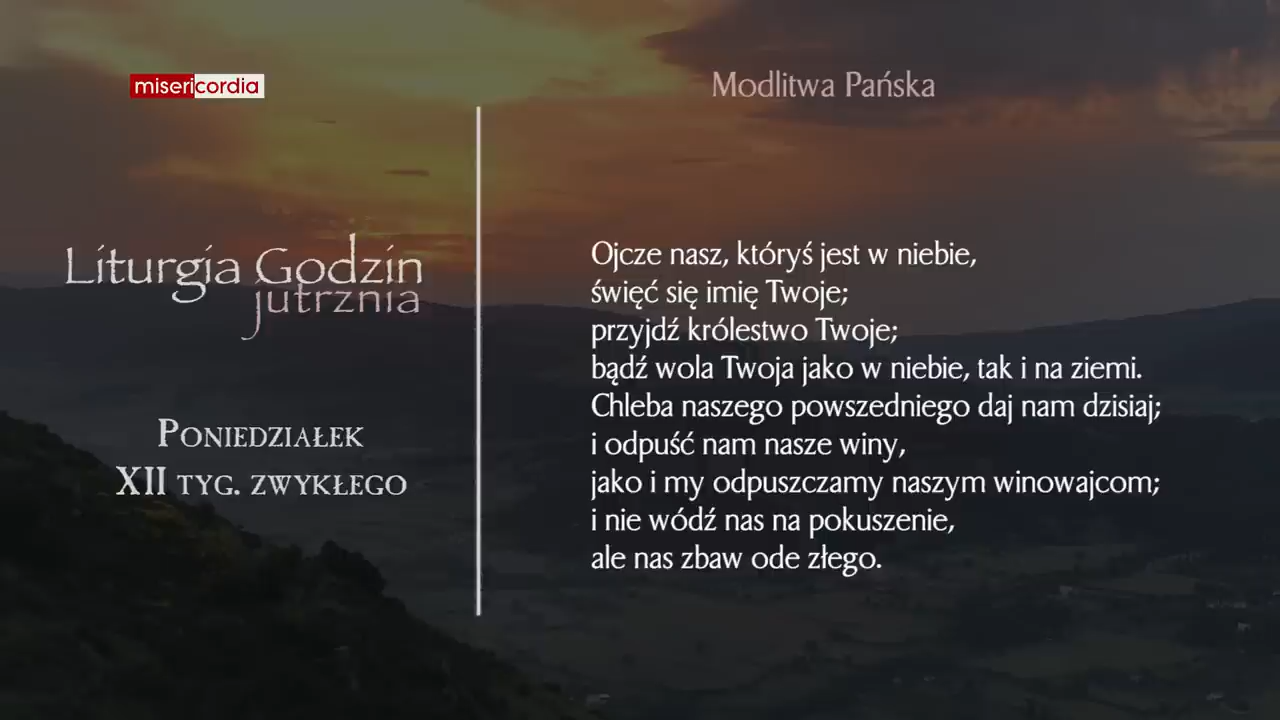 misericordia
Modlitwa Pańska
Liturgia Godzin
jutrznia
Poniedziałek
XII tyg. zwykłego
Ojcze nasz, któryś jest w niebie,
święć się imię Twoje;
przyjdź królestwo Twoje;
bądź wola Twoja jako w niebie, tak i na ziemi.
Chleba naszego powszedniego daj nam dzisiaj;
i odpuść nam nasze winy,
jako i my odpuszczamy naszym winowajcom;
i nie wódź nas na pokuszenie,
ale nas zbaw ode złego.